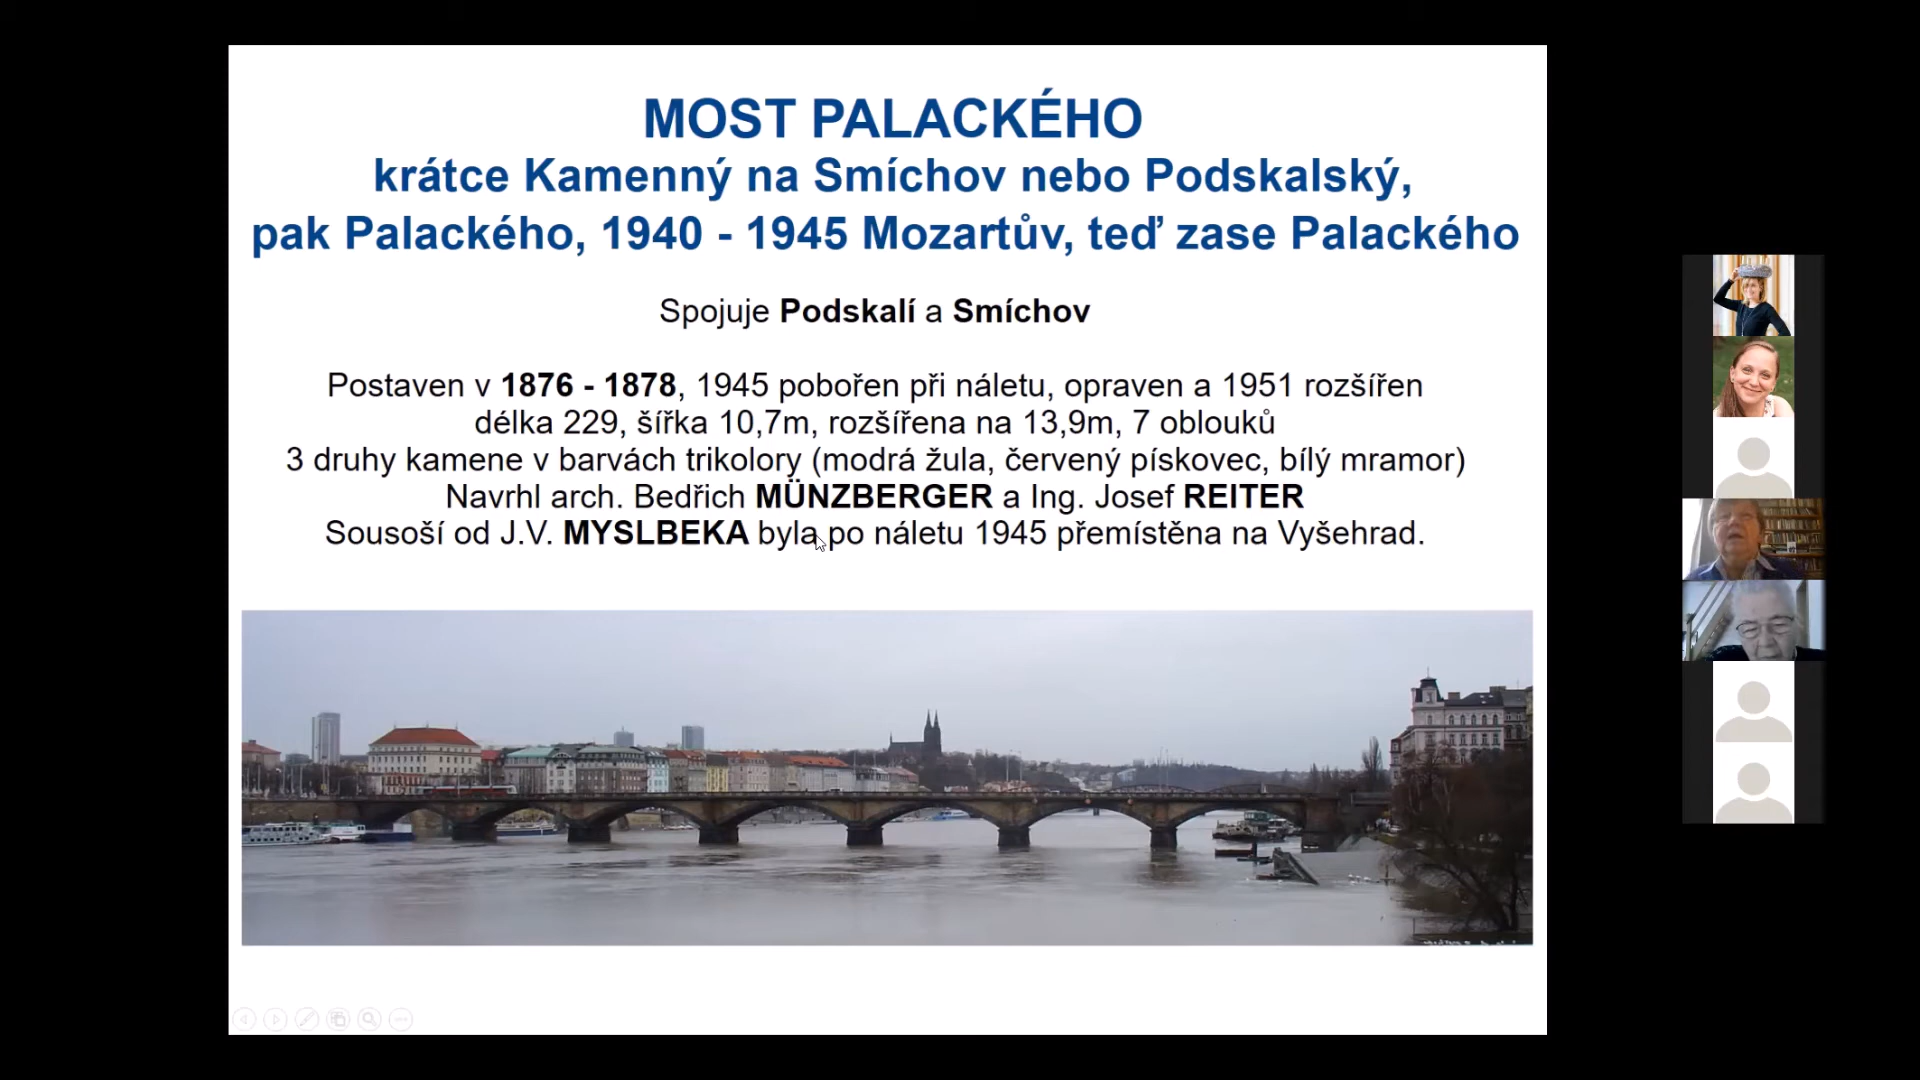 MOST PALACKÉHO
krátce Kamenný na Smíchov nebo Podskalský,
pak Palackého, 1940 - 1945 Mozartův, teď zase Palackého
Spojuje Podskalí a Smíchov
Postaven v 1876 - 1878, 1945 pobořen při náletu, opraven a 1951 rozšířen
délka 229, šířka 10,7m, rozšířena na 13,9m, 7 oblouků
3 druhy kamene v barvách trikolory (modrá žula, červený pískovec, bílý mramor)
Navrhl arch. Bedřich MÜNZBERGER a Ing. Josef REITER
Sousoší od J.V. MYSLBEKA byla po náletu 1945 přemístěna na Vyšehrad.